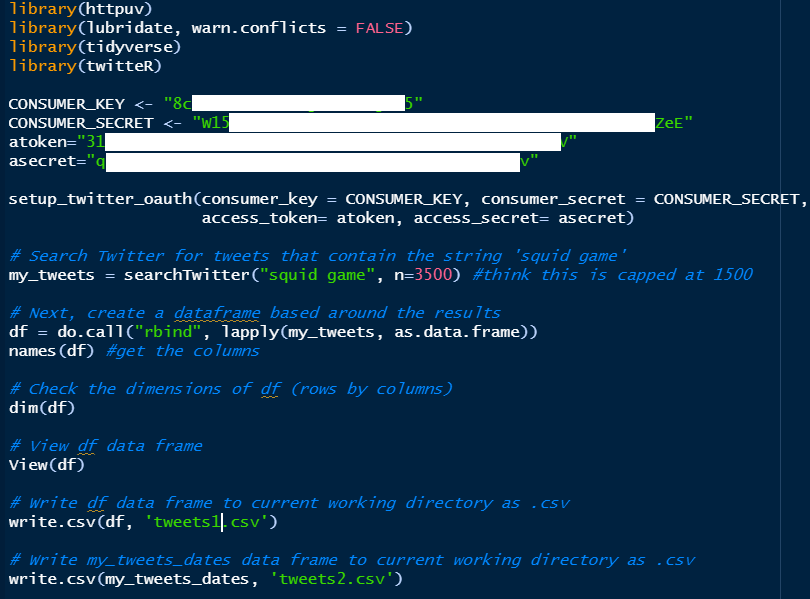 library(httpuv)
library(lubridate, warn.conflicts = FALSE)
library(tidyverse)
library(twitteR)
CONSUMER_KEY <- "8c 5"
CONSUMER_SECRET <- "W15 ZeE"
atoken="31 v"
asecret="q v"
setup_twitter_oauth(consumer_key = CONSUMER_KEY, consumer_secret = CONSUMER_SECRET,
access_token= atoken, access_secret= asecret)
# Search Twitter for tweets that contain the string 'squid game'
my_tweets = searchTwitter("squid game", n=3500) #think this is capped at 1500
# Next, create a dataframe based around the results
df = do.call("rbind", lapply(my_tweets, as.data.frame))
names(df) #get the columns
# Check the dimensions of df (rows by columns)
dim(df)
# View df data frame
View(df)
# Write df data frame to current working directory as .csv
write.csv(df, 'tweets1.csv')
# Write my_tweets_dates data frame to current working directory as .csv
write.csv(my_tweets_dates, 'tweets2.csv')